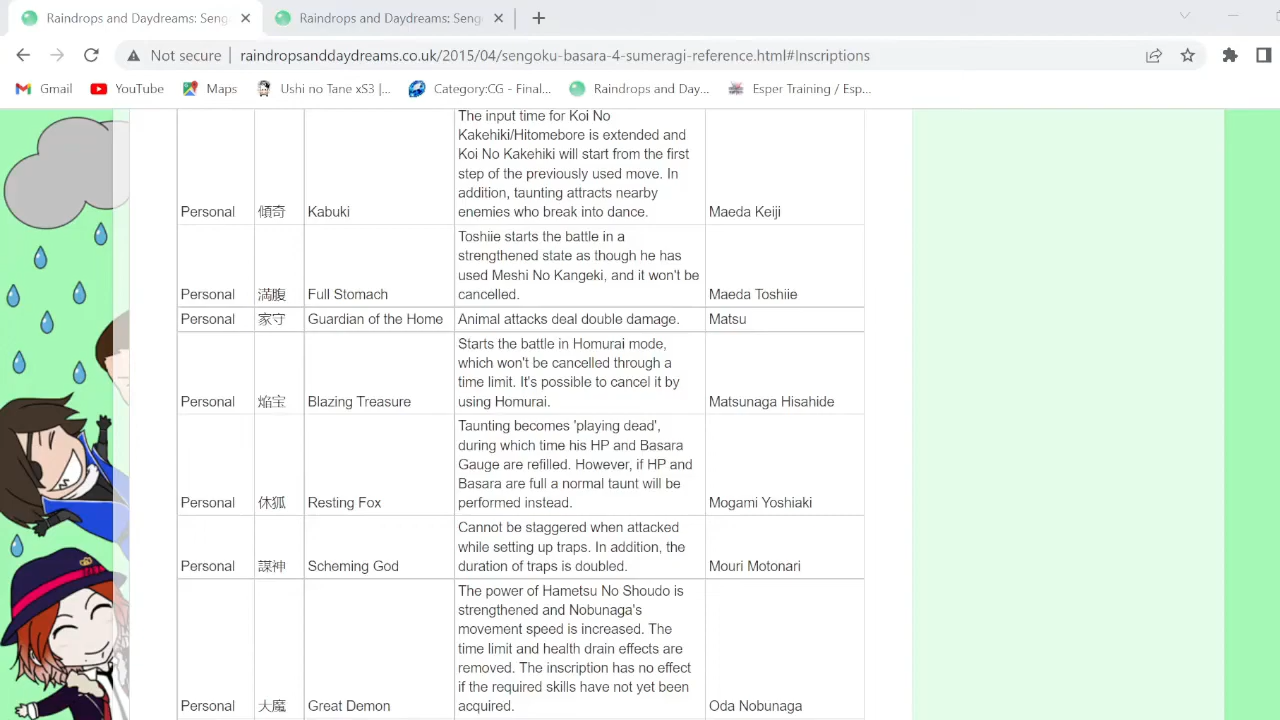 Raindrops and Daydreams: Seng
Raindrops and Daydreams: Seng
Not secure | raindropsanddaydreams.co.uk/2015/04/sengoku-basara-4-sumeragi-reference.html#Inscriptions
Gmail YouTube Maps Ushi no Tane xS3 |... Category:CG - Final... Raindrops and Day... Esper Training / Esp...
The input time for Koi No
Kakehiki/Hitomebore is extended and
Koi No Kakehiki will start from the first
step of the previously used move. In
addition, taunting attracts nearby
Personal 傾奇 Kabuki enemies who break into dance. Maeda Keiji
Toshiie starts the battle in a
strengthened state as though he has
used Meshi No Kangeki, and it won't be
Personal 満腹 Full Stomach cancelled. Maeda Toshiie
Personal 家守 Guardian of the Home Animal attacks deal double damage. Matsu
Starts the battle in Homurai mode,
which won't be cancelled through a
time limit. It's possible to cancel it by
Personal 焔宝 Blazing Treasure using Homurai. Matsunaga Hisahide
Taunting becomes 'playing dead',
during which time his HP and Basara
Gauge are refilled. However, if HP and
Basara are full a normal taunt will be
Personal 休狐 Resting Fox performed instead. Mogami Yoshiaki
Cannot be staggered when attacked
while setting up traps. In addition, the
Personal 謀神 Scheming God duration of traps is doubled. Mouri Motonari
The power of Hametsu No Shoudo is
strengthened and Nobunaga's
movement speed is increased. The
time limit and health drain effects are
removed. The inscription has no effect
if the required skills have not yet been
Personal 大魔 Great Demon acquired. Oda Nobunaga